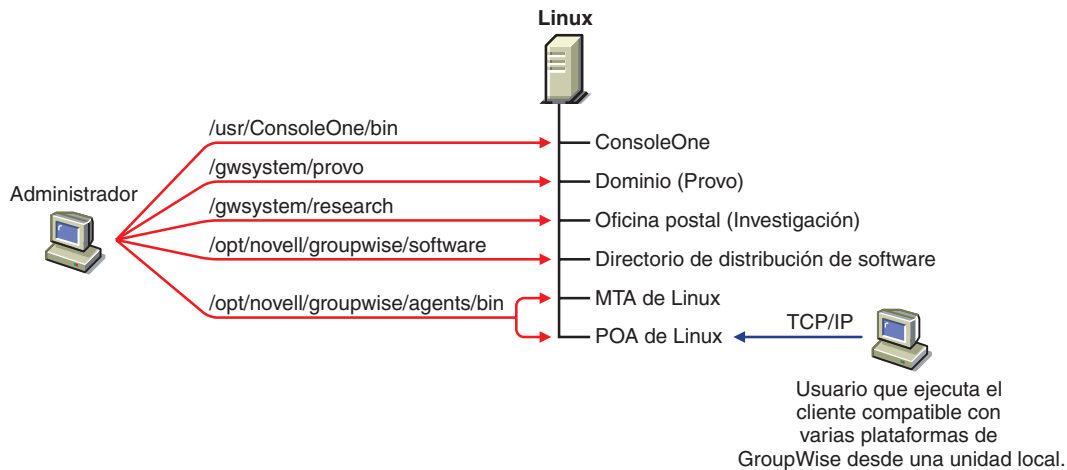 Linux
/usr/ConsoleOne/bin
ConsoleOne
/gwsystem/provo
Dominio (Provo)
Administrador
/gwsystem/research
Oficina postal (Investigación)
/opt/novell/groupwise/software
Directorio de distribución de software
/opt/novell/groupwise/agents/bin
MTA de Linux
POA de Linux
TCP/IP
Usuario que ejecuta el
cliente compatible con
varias plataformas de
GroupWise desde una unidad local.